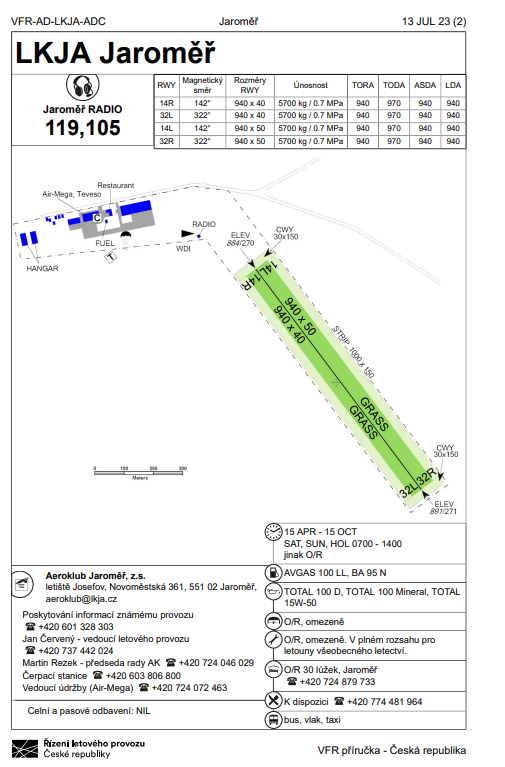 VFR-AD-LKJA-ADC Jaroměř 13 JUL 23 (2)
LKJA Jaroměř
Jaroměř RADIO
119,105
RWY Magnetický směr Rozměry RWY Únosnost TORA TODA ASDA LDA
14R 142° 940 x 40 5700 kg / 0.7 MPa 940 970 940 940
32L 322° 940 x 40 5700 kg / 0.7 MPa 940 970 940 940
14L 142° 940 x 50 5700 kg / 0.7 MPa 940 970 940 940
32R 322° 940 x 50 5700 kg / 0.7 MPa 940 970 940 940
Restaurant
Air-Mega, Teveso
C
FUEL
T
HANGAR
RADIO
WDI
ELEV
884/270
CWY
30x150
14L 14R
940 x 50
940 x 40
STRIP 1000 x 150
GRASS
GRASS
CWY
30x150
32L 32R
ELEV
891/271
0 100 200 300
Meters
15 APR - 15 OCT
SAT, SUN, HOL 0700 - 1400
jinak O/R
AVGAS 100 LL, BA 95 N
TOTAL 100 D, TOTAL 100 Mineral, TOTAL
15W-50
O/R, omezeně
O/R, omezeně. V plném rozsahu pro
letouny všeobecného letectví.
O/R 30 lůžek, Jaroměř
☎ +420 724 879 733
K dispozici ☎ +420 774 481 964
bus, vlak, taxi
Aeroklub Jaroměř, z.s.
letiště Josefov, Novoměstská 361, 551 02 Jaroměř,
aeroklub@lkja.cz
Poskytování informací známému provozu
☎ +420 601 328 303
Jan Červený - vedoucí letového provozu
☎ +420 737 442 024
Martin Rezek - předseda rady AK ☎ +420 724 046 029
Čerpací stanice ☎ +420 603 806 800
Vedoucí údržby (Air-Mega) ☎ +420 724 072 463
Celní a pasové odbavení: NIL
Řízení letového provozu
České republiky
VFR příručka - Česká republika